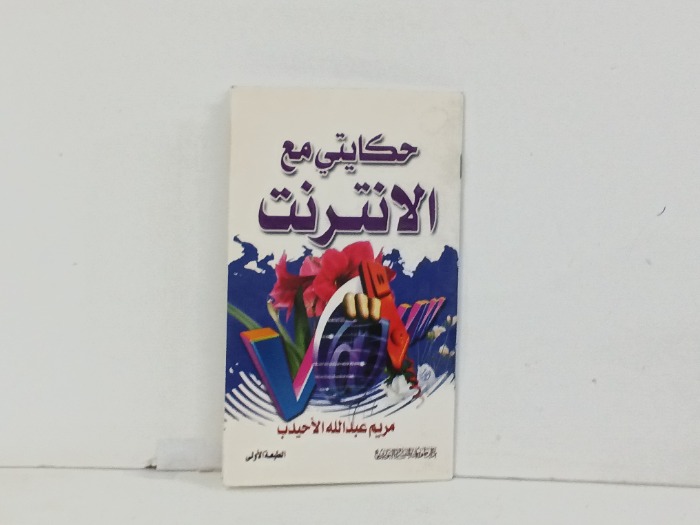 حكايتي مع
الانترنت
مريم عبدالله الأحيدب
الطبعة الأولى